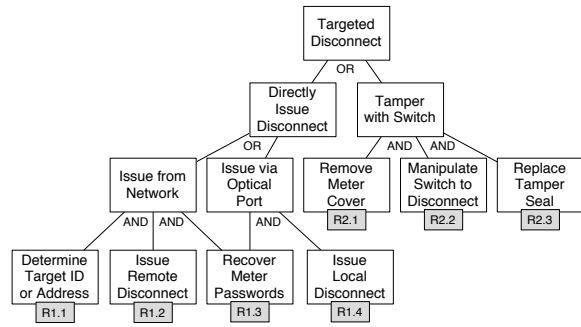 Targeted
Disconnect
OR
Directly
Issue
Disconnect
Tamper
with Switch
OR
AND AND
Issue from
Network
Issue via
Optical
Port
Remove
Meter
Cover
R2.1
Manipulate
Switch to
Disconnect
R2.2
Replace
Tamper
Seal
R2.3
AND AND
AND
Determine
Target ID
or Address
R1.1
Issue
Remote
Disconnect
R1.2
Recover
Meter
Passwords
R1.3
Issue
Local
Disconnect
R1.4